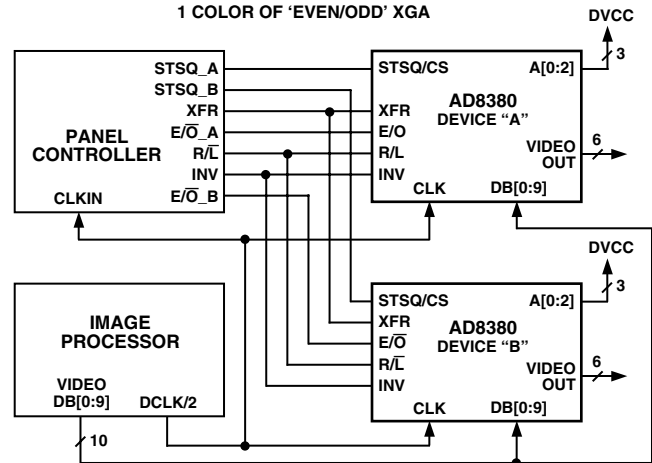 1 COLOR OF ‘EVEN/ODD’ XGA
PANEL
CONTROLLER
STSQ_A
STSQ_B
XFR
E/O̅_A
R/L̅
INV
E/O̅_B
CLKIN
DVCC
3
STSQ/CS
A[0:2]
AD8380
DEVICE “A”
XFR
E/O
R/L
INV
VIDEO
OUT
6
CLK
DB[0:9]
IMAGE
PROCESSOR
VIDEO
DB[0:9]
DCLK/2
10
DVCC
3
STSQ/CS
A[0:2]
AD8380
DEVICE “B”
XFR
E/O̅
R/L̅
INV
VIDEO
OUT
6
CLK
DB[0:9]